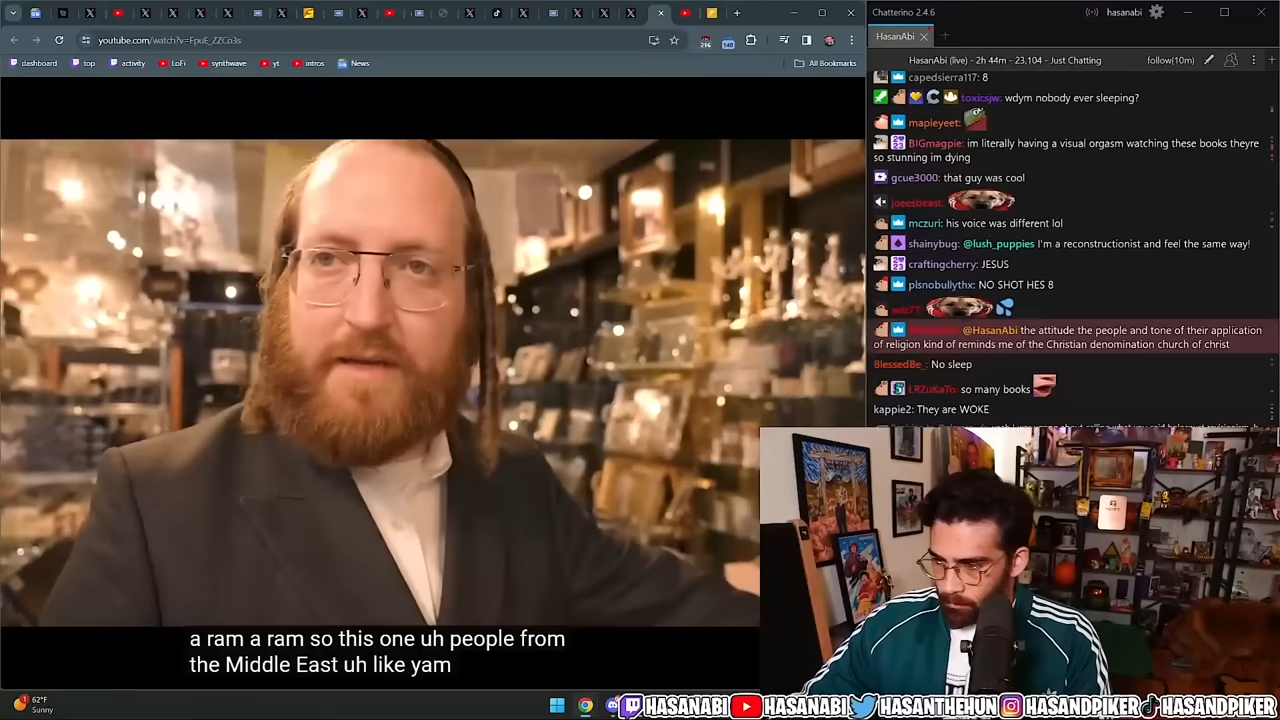 Chatterino 2.4.6
hasanabi
youtube.com/watch?v=FpuE_ZZCo3s
216
140
HasanAbi
dashboard
top
activity
LoFi
synthwave
yt
intros
News
All Bookmarks
HasanAbi (live) - 2h 44m - 23,104 - Just Chatting
follow(10m)
capedsierra117: 8
toxicsjw: wdym nobody ever sleeping?
mapleyeet:
BIGmagpie: im literally having a visual orgasm watching these books theyre
so stunning im dying
gcue3000: that guy was cool
joeesbeast:
mczuri: his voice was different lol
shainybug: @lush_puppies I'm a reconstructionist and feel the same way!
craftingcherry: JESUS
plsnobullythx: NO SHOT HES 8
@HasanAbi the attitude the people and tone of their application
of religion kind of reminds me of the Christian denomination church of christ
BlessedBe_: No sleep
LRZuKaTo: so many books
kappie2: They are WOKE
a ram a ram so this one uh people from
the Middle East uh like yam
62°F
Sunny
HASANABI
HASANABI
HASANTHEHUN
HASANDPIKER
HASANDPIKER